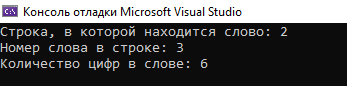 Консоль отладки Microsoft Visual Studio
Строка, в которой находится слово: 2
Номер слова в строке: 3
Количество цифр в слове: 6